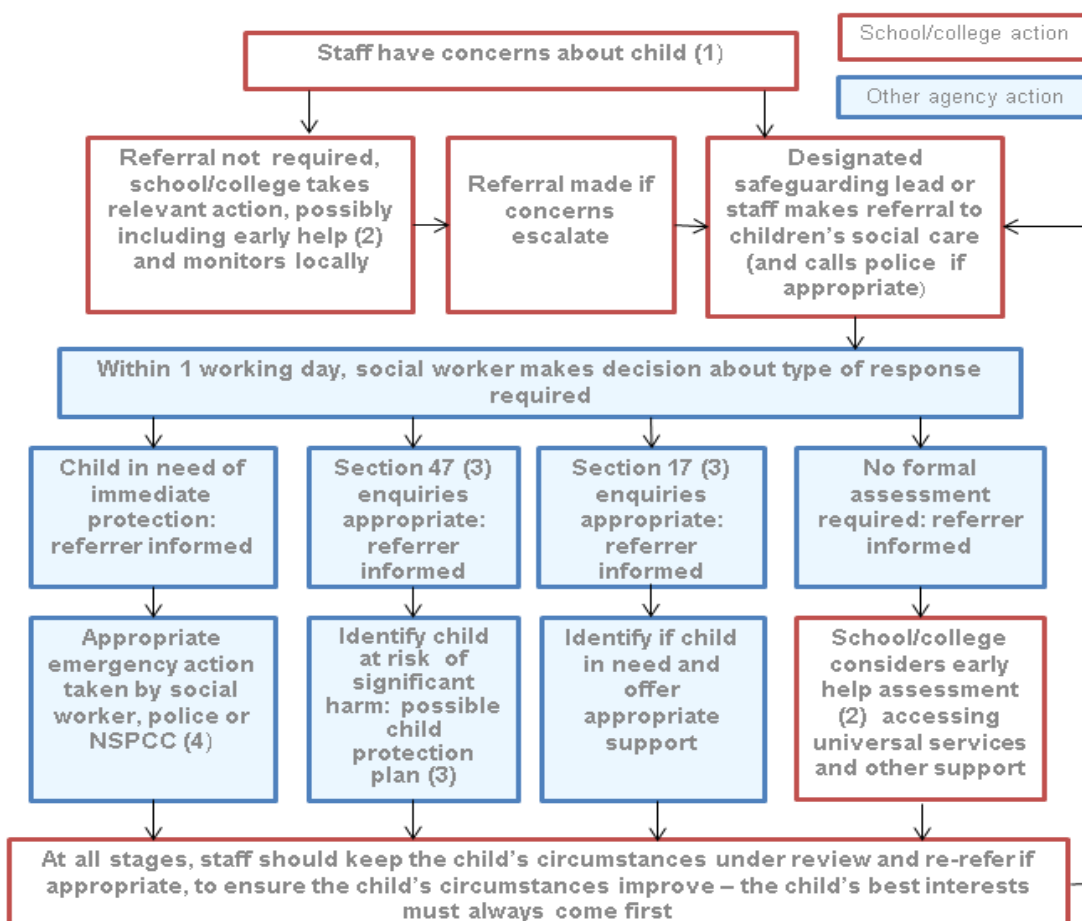 School/college action
Other agency action
Staff have concerns about child (1)
Referral not required,
school/college takes
relevant action, possibly
including early help (2)
and monitors locally
Referral made if
concerns
escalate
Designated
safeguarding lead or
staff makes referral to
children's social care
(and calls police if
appropriate)
Within 1 working day, social worker makes decision about type of response
required
Child in need of
immediate
protection:
referrer informed
Section 47 (3)
enquiries
appropriate:
referrer
informed
Section 17 (3)
enquiries
appropriate:
referrer
informed
No formal
assessment
required: referrer
informed
Appropriate
emergency action
taken by social
worker, police or
NSPCC (4)
Identify child
at risk of
significant
harm: possible
child
protection
plan (3)
Identify if child
in need and
offer
appropriate
support
School/college
considers early
help assessment
(2) accessing
universal services
and other support
At all stages, staff should keep the child's circumstances under review and re-refer if
appropriate, to ensure the child's circumstances improve – the child's best interests
must always come first